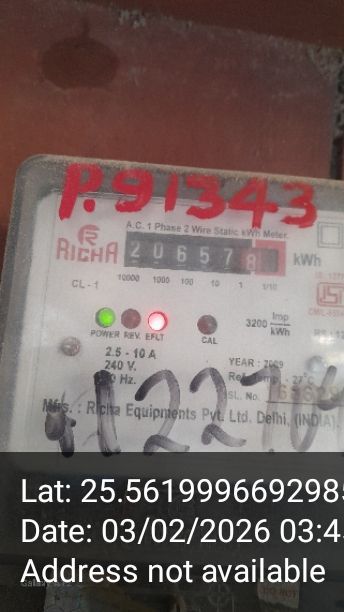 P.91343
A.C. 1 Phase 2 Wire Static kWh Meter.
RICHA
206578
kWh
CL - 1
10000 1000 100 10 1 1/10
POWER REV. EFLT
CAL
3200 Imp/kWh
2.5 - 10 A
240 V.
YEAR : 2009
Hz.
SL. No.
Mfrs. : Richa Equipments Pvt. Ltd. Delhi, (INDIA)
Lat: 25.561999669298
Date: 03/02/2026 03:4
Address not available